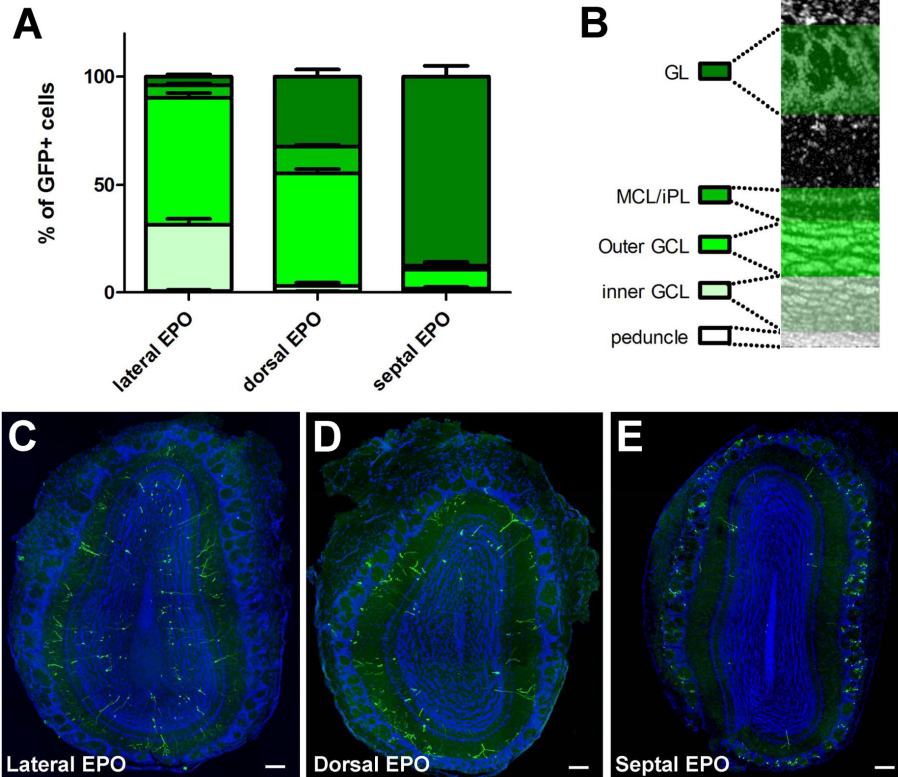 A
B
% of GFP+ cells
100
50
0
lateral EPO
dorsal EPO
septal EPO
GL
MCL/iPL
Outer GCL
inner GCL
peduncle
C
D
E
Lateral EPO
Dorsal EPO
Septal EPO